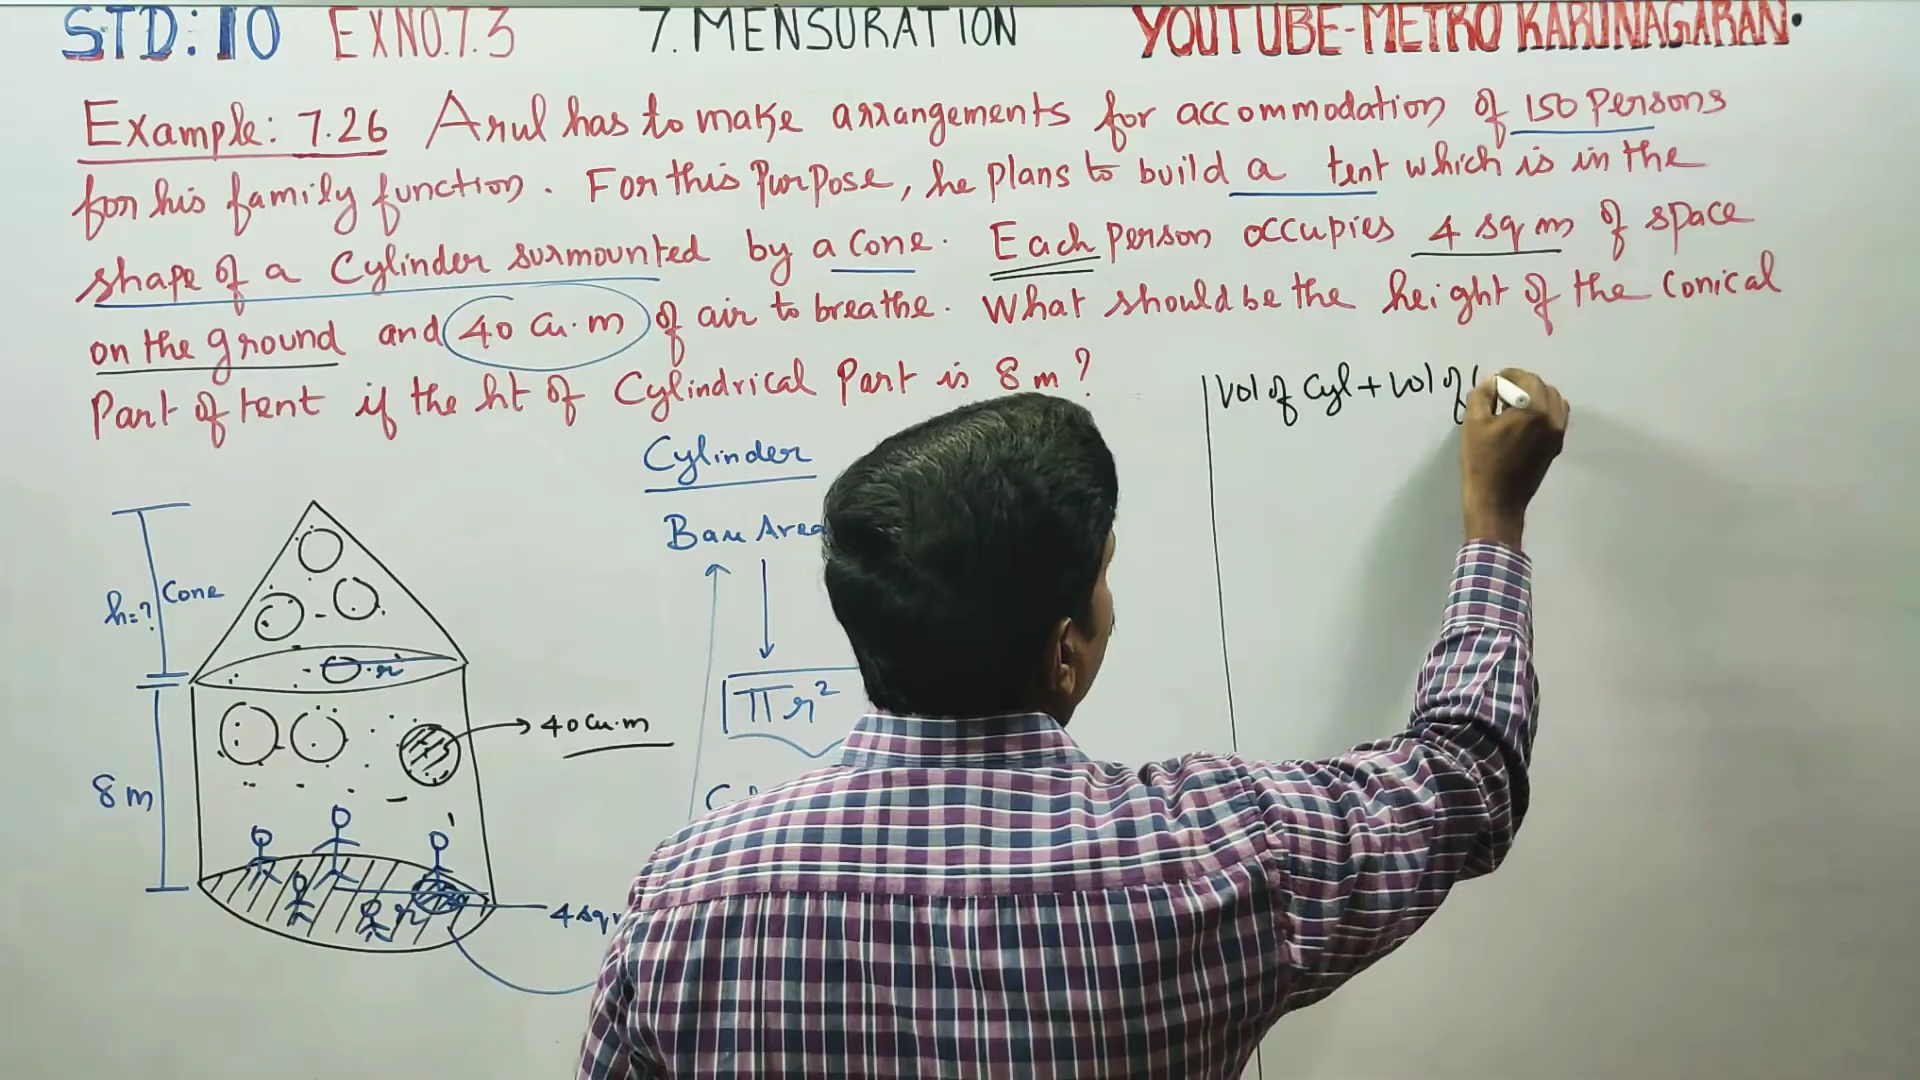 STD: 10 EX NO. 7.3 7. MENSURATION YOUTUBE-METRO KARUNAGARAN.
Example: 7.26 Arul has to make arrangements for accommodation of 150 Persons
for his family function. For this Purpose, he plans to build a tent which is in the
shape of a Cylinder surmounted by a cone. Each person occupies 4 sq m of space
on the ground and 40 cu.m of air to breathe. What should be the height of the conical
Part of tent if the ht of Cylindrical Part is 8 m?
Vol of Cyl + Vol of
Cylinder
Base Area
Cone
h=?
r
πr²
40 cu.m
8 m
r
4 sq